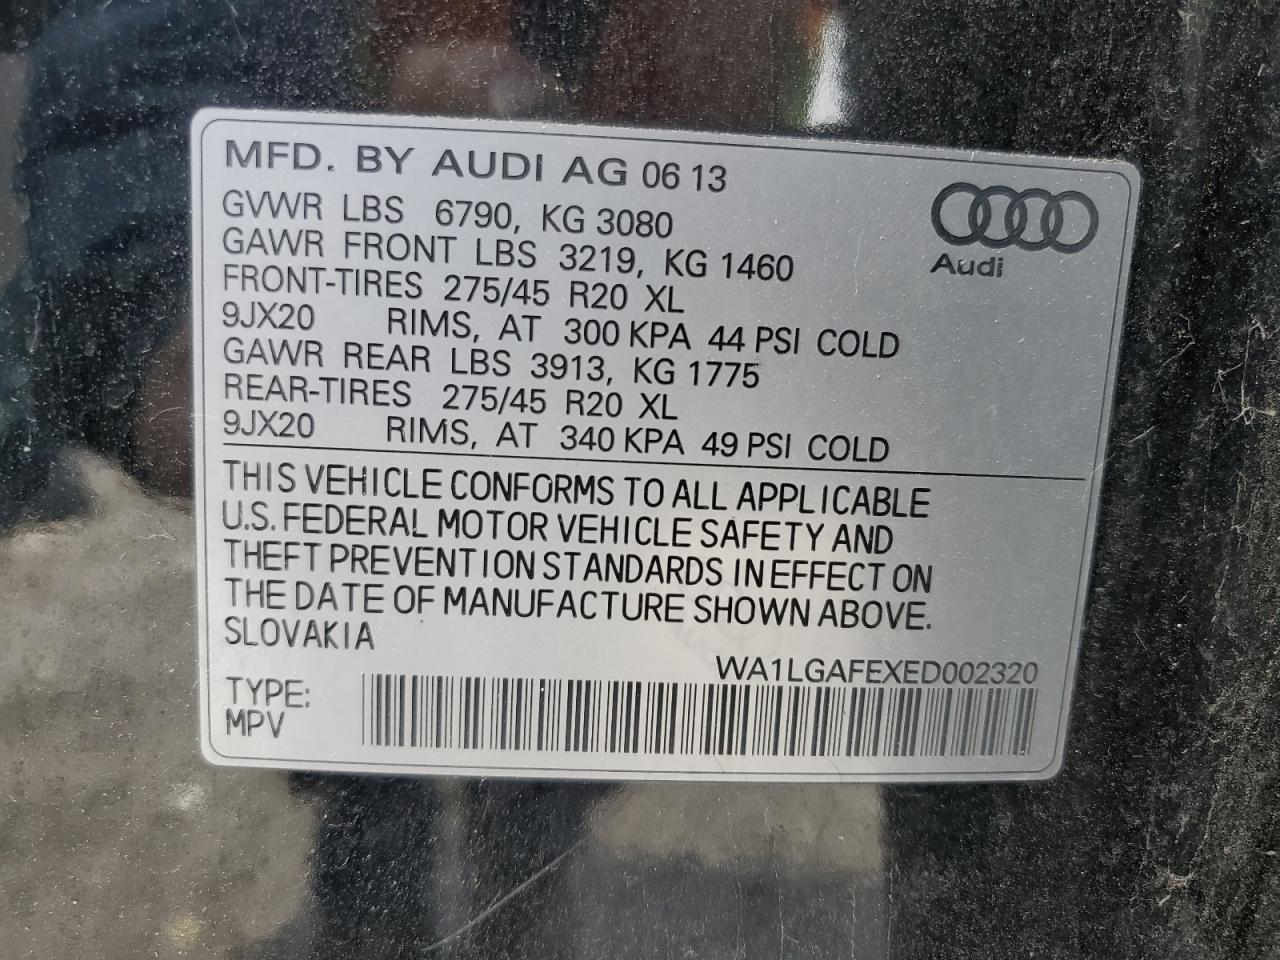 MFD. BY AUDI AG 06 13
GVWR LBS 6790, KG 3080
GAWR FRONT LBS 3219, KG 1460
FRONT-TIRES 275/45 R20 XL
9JX20 RIMS, AT 300 KPA 44 PSI COLD
GAWR REAR LBS 3913, KG 1775
REAR-TIRES 275/45 R20 XL
9JX20 RIMS, AT 340 KPA 49 PSI COLD
Audi
THIS VEHICLE CONFORMS TO ALL APPLICABLE
U.S. FEDERAL MOTOR VEHICLE SAFETY AND
THEFT PREVENTION STANDARDS IN EFFECT ON
THE DATE OF MANUFACTURE SHOWN ABOVE.
SLOVAKIA
WA1LGAFEXED002320
TYPE:
MPV